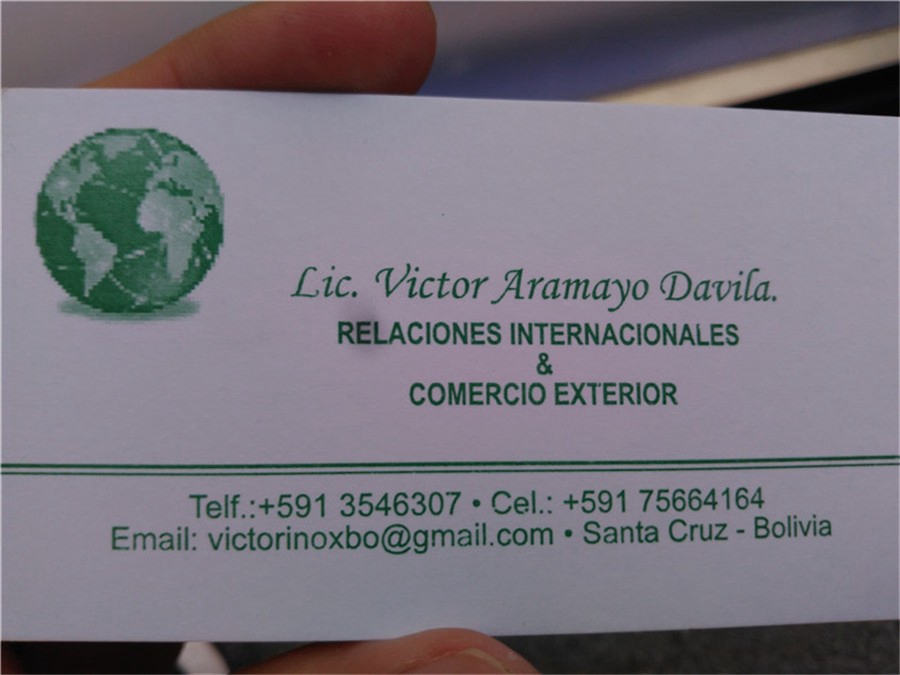 Lic. Victor Aramayo Davila.
RELACIONES INTERNACIONALES
&
COMERCIO EXTERIOR
Telf.:+591 3546307 • Cel.: +591 75664164
Email: victorinoxbo@gmail.com • Santa Cruz - Bolivia